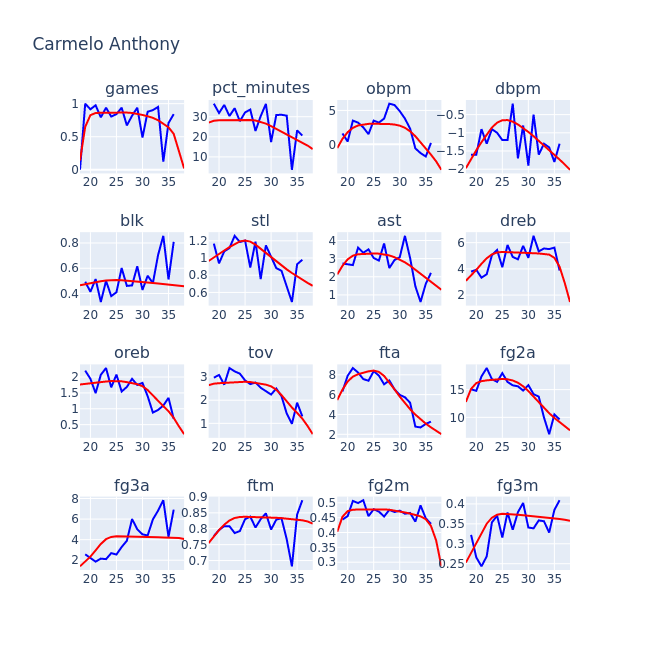 Carmelo Anthony
games pct_minutes obpm dbpm
1 0.5 0
30 20 10
5 0
−0.5 −1 −1.5 −2
20 25 30 35 20 25 30 35 20 25 30 35 20 25 30 35
blk stl ast dreb
0.8 0.6 0.4
1.2 1 0.8 0.6
4 3 2 1
6 4 2
20 25 30 35 20 25 30 35 20 25 30 35 20 25 30 35
oreb tov fta fg2a
2 1.5 1 0.5
3 2 1
8 6 4 2
15 10
20 25 30 35 20 25 30 35 20 25 30 35 20 25 30 35
fg3a ftm fg2m fg3m
8 6 4 2
0.9 0.85 0.8 0.75 0.7
0.5 0.45 0.4 0.35 0.3
0.4 0.35 0.3 0.25
20 25 30 35 20 25 30 35 20 25 30 35 20 25 30 35